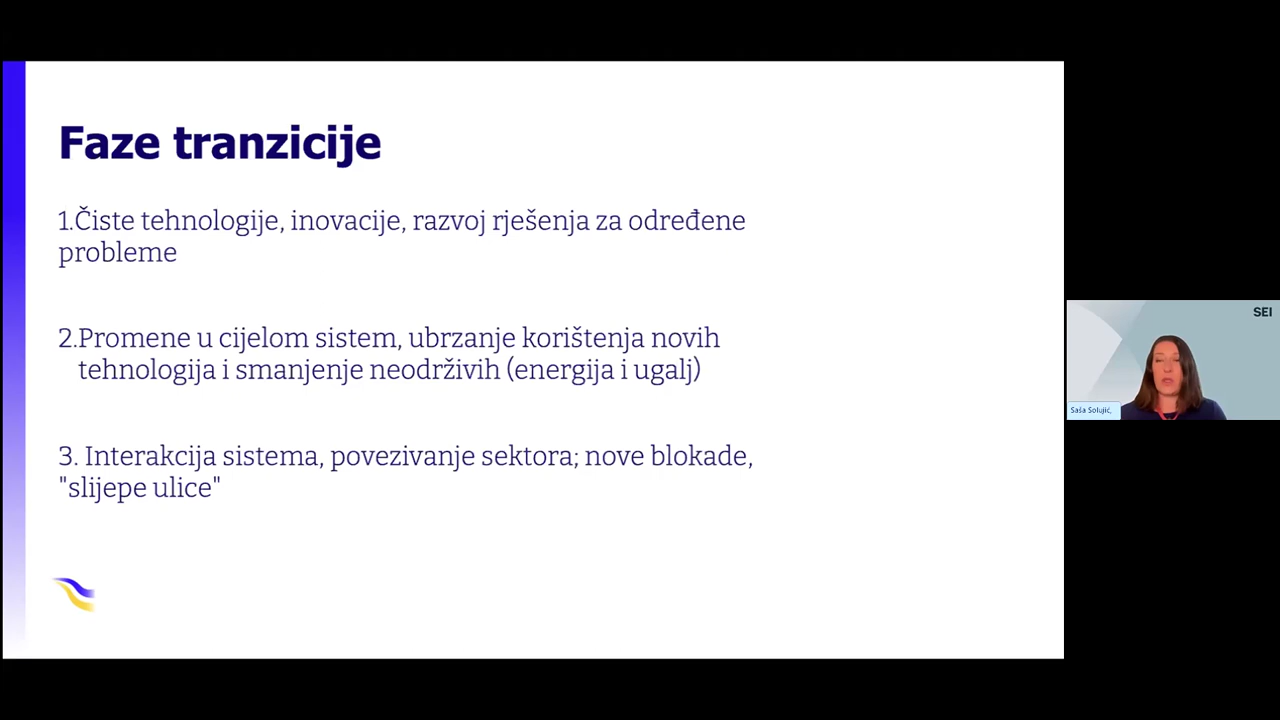 Faze tranzicije
1.Čiste tehnologije, inovacije, razvoj rješenja za određene
probleme
2.Promene u cijelom sistem, ubrzanje korištenja novih
tehnologija i smanjenje neodrživih (energija i ugalj)
3. Interakcija sistema, povezivanje sektora; nove blokade,
"slijepe ulice"
SEI
Saša Solujić,